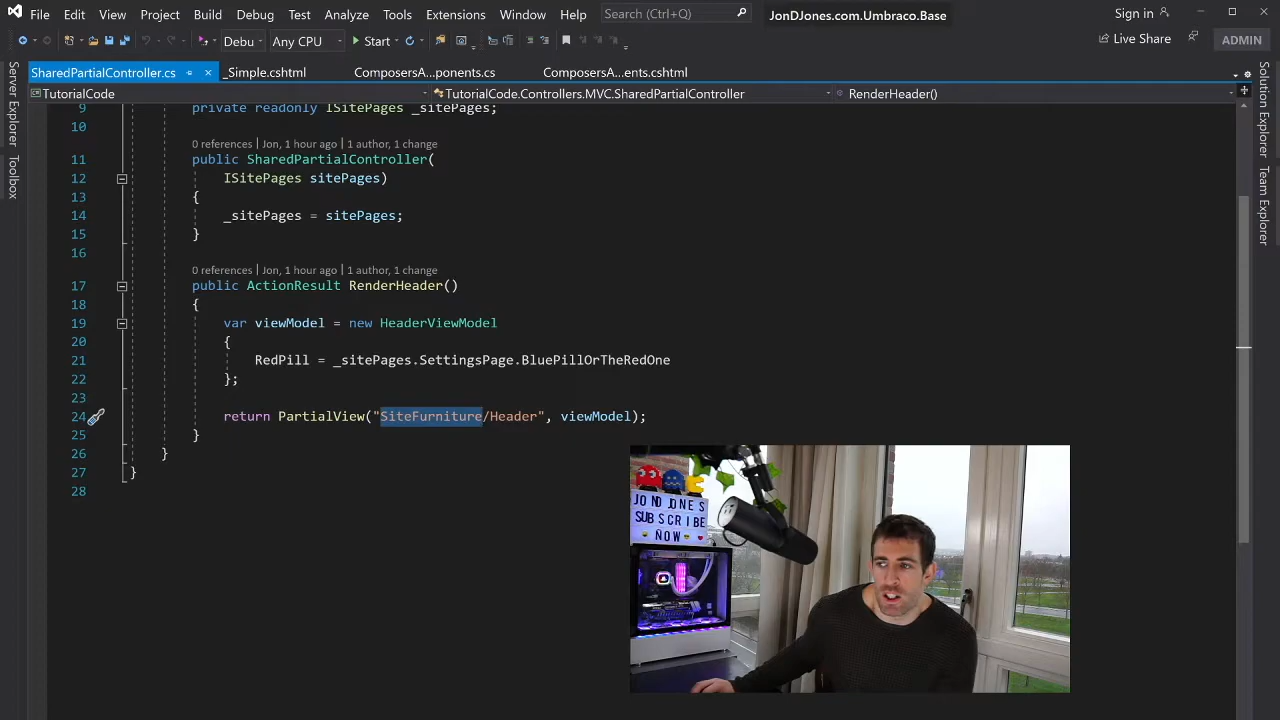 File Edit View Project Build Debug Test Analyze Tools Extensions Window Help Search (Ctrl+Q) JonDJones.com.Umbraco.Base Sign in
Debu Any CPU Start Live Share ADMIN
SharedPartialController.cs _Simple.cshtml ComposersA...ponents.cs ComposersA...ents.cshtml
TutorialCode TutorialCode.Controllers.MVC.SharedPartialController RenderHeader()
Server Explorer
Toolbox
Solution Explorer
Team Explorer
9 private readonly ISitePages _sitePages;
10
0 references | Jon, 1 hour ago | 1 author, 1 change
11 public SharedPartialController(
12 ISitePages sitePages)
13 {
14 _sitePages = sitePages;
15 }
16
0 references | Jon, 1 hour ago | 1 author, 1 change
17 public ActionResult RenderHeader()
18 {
19 var viewModel = new HeaderViewModel
20 {
21 RedPill = _sitePages.SettingsPage.BluePillOrTheRedOne
22 };
23
24 return PartialView("SiteFurniture/Header", viewModel);
25 }
26 }
27 }
28
JON D JONES
SUBSCRIBE
NOW